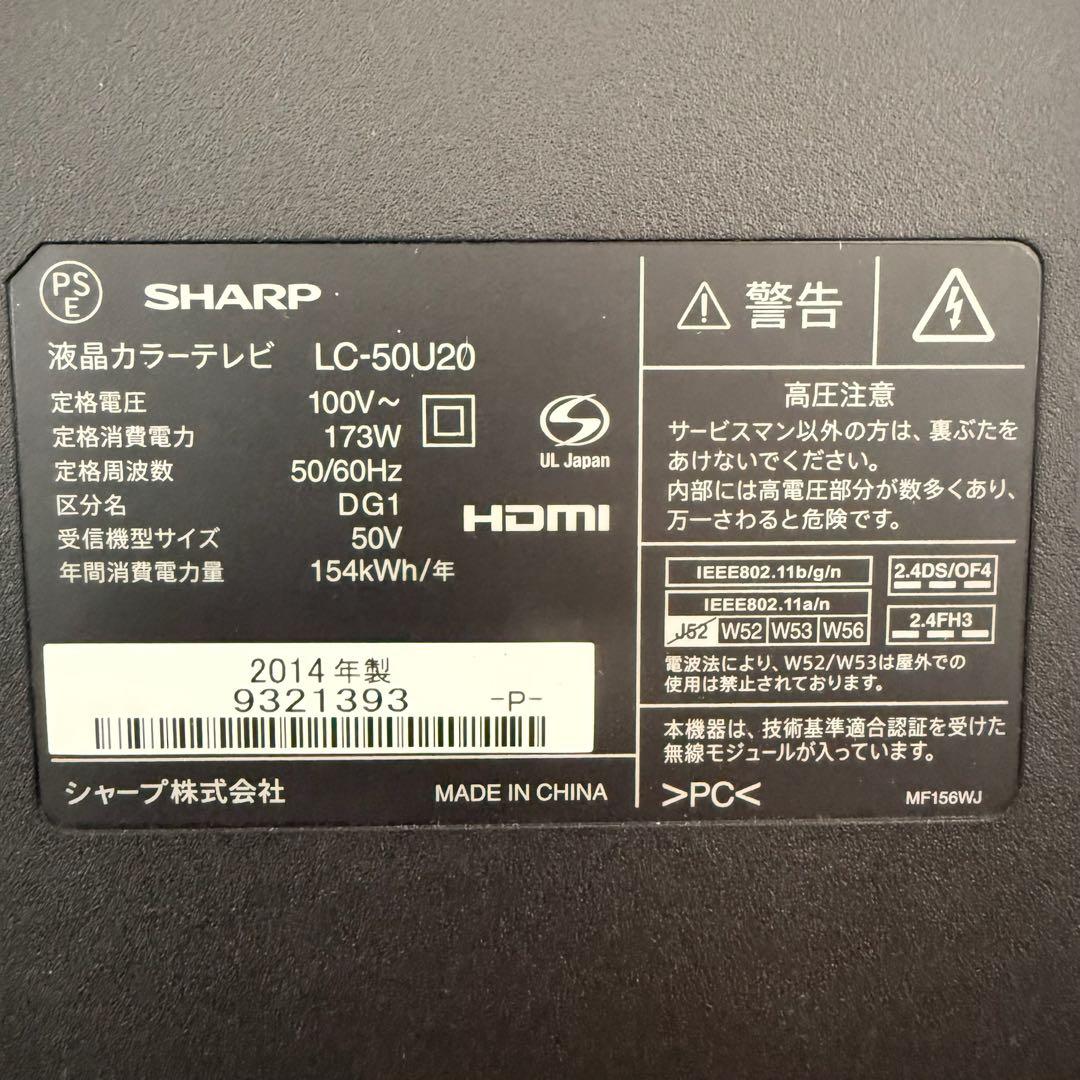 PS
E
SHARP
液晶カラーテレビ LC-50U20
定格電圧 100V～
定格消費電力 173W
定格周波数 50/60Hz
区分名 DG1
受信機型サイズ 50V
年間消費電力量 154kWh/年
UL Japan
HDMI
2014年製
9321393 -P-
シャープ株式会社 MADE IN CHINA
警告
高圧注意
サービスマン以外の方は、裏ぶたを
あけないでください。
内部には高電圧部分が数多くあり、
万一さわると危険です。
IEEE802.11b/g/n
IEEE802.11a/n
J52 W52 W53 W56
2.4DS/OF4
2.4FH3
電波法により、W52/W53は屋外での
使用は禁止されております。
本機器は、技術基準適合認証を受けた
無線モジュールが入っています。
>PC< MF156WJ